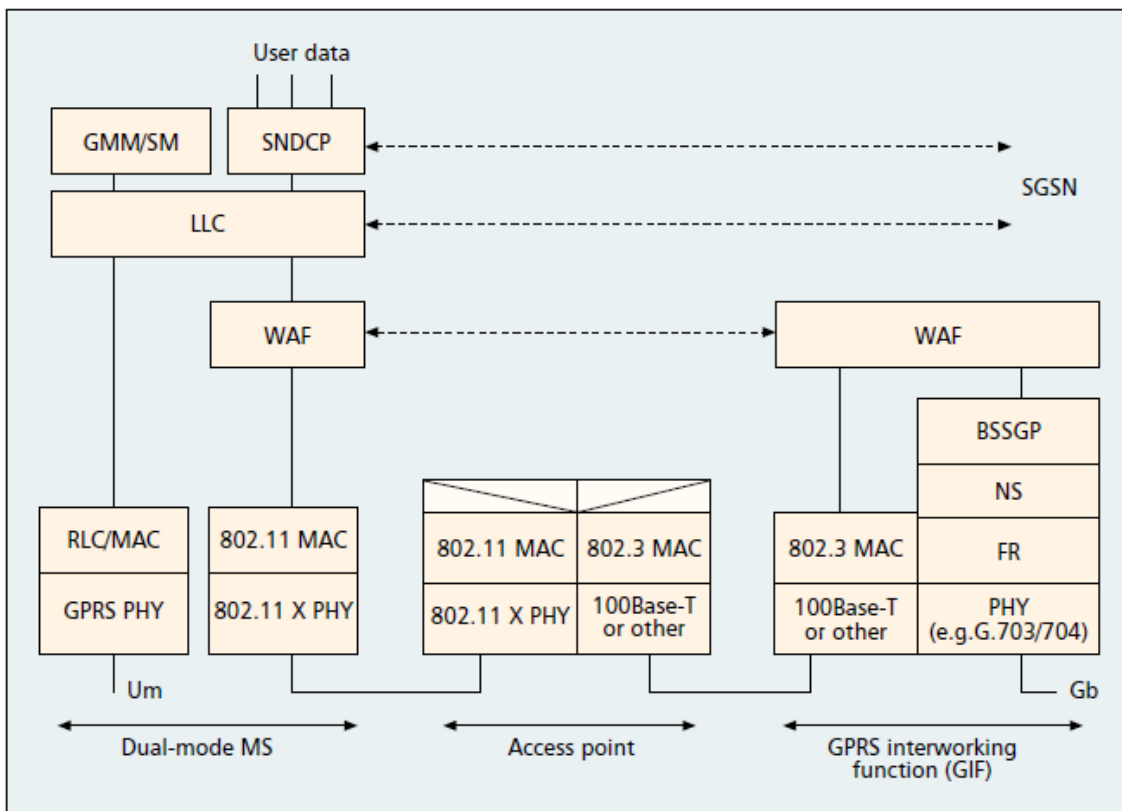 User data
GMM/SM
SNDCP
SGSN
LLC
WAF
WAF
BSSGP
NS
RLC/MAC
802.11 MAC
802.11 MAC
802.3 MAC
802.3 MAC
FR
GPRS PHY
802.11 X PHY
802.11 X PHY
100Base-T
or other
100Base-T
or other
PHY
(e.g.G.703/704)
Um
Gb
Dual-mode MS
Access point
GPRS interworking
function (GIF)